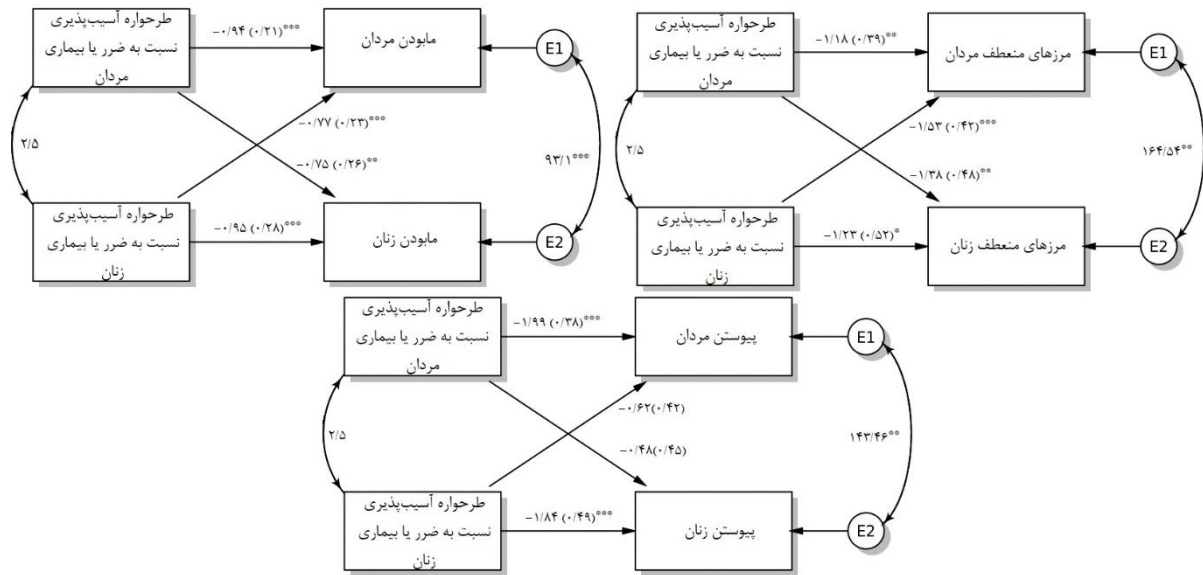 طرحواره آسیب‌پذیری
نسبت به ضرر یا بیماری
مردان
-۰/۹۴ (۰/۲۱)***
مابودن مردان
E1
۲/۵
-۰/۷۷ (۰/۲۳)***
-۰/۷۵ (۰/۲۶)**
۹۳/۱***
طرحواره آسیب‌پذیری
نسبت به ضرر یا بیماری
زنان
-۰/۹۵ (۰/۲۸)***
مابودن زنان
E2
طرحواره آسیب‌پذیری
نسبت به ضرر یا بیماری
مردان
-۱/۱۸ (۰/۳۹)**
مرزهای منعطف مردان
E1
۲/۵
-۱/۵۳ (۰/۴۲)***
-۱/۳۸ (۰/۴۸)**
۱۶۴/۵۴**
طرحواره آسیب‌پذیری
نسبت به ضرر یا بیماری
زنان
-۱/۲۳ (۰/۵۲)*
مرزهای منعطف زنان
E2
طرحواره آسیب‌پذیری
نسبت به ضرر یا بیماری
مردان
-۱/۹۹ (۰/۳۸)***
پیوستن مردان
E1
۲/۵
-۰/۶۲(۰/۴۲)
-۰/۴۸(۰/۴۵)
۱۴۳/۴۶**
طرحواره آسیب‌پذیری
نسبت به ضرر یا بیماری
زنان
-۱/۸۴ (۰/۴۹)***
پیوستن زنان
E2